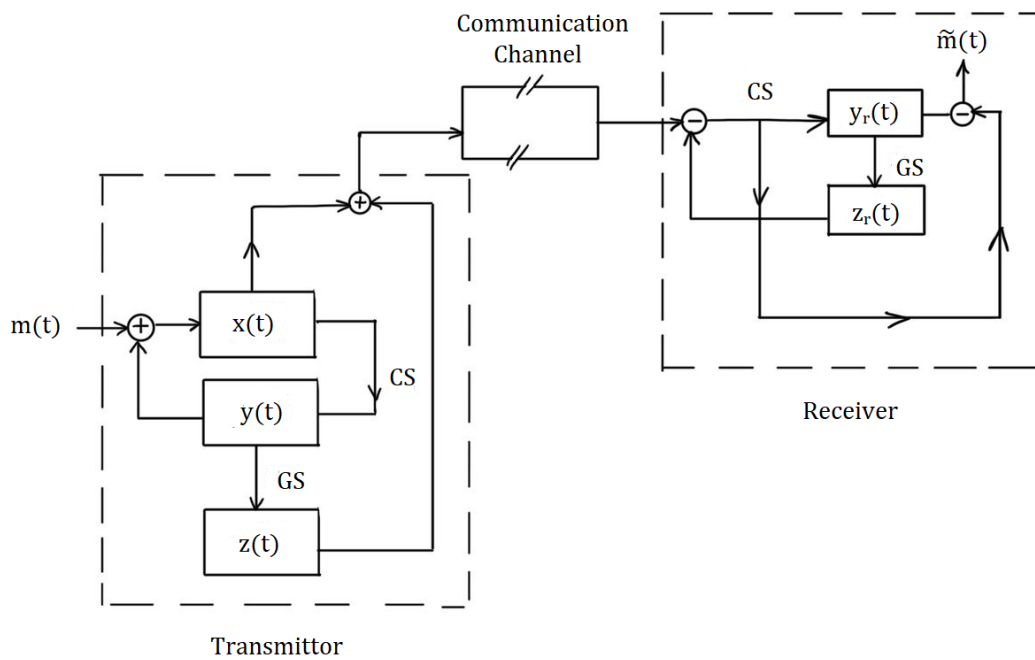 Communication
Channel
m̃(t)
CS
yᵣ(t)
GS
zᵣ(t)
Receiver
m(t)
x(t)
CS
y(t)
GS
z(t)
Transmittor